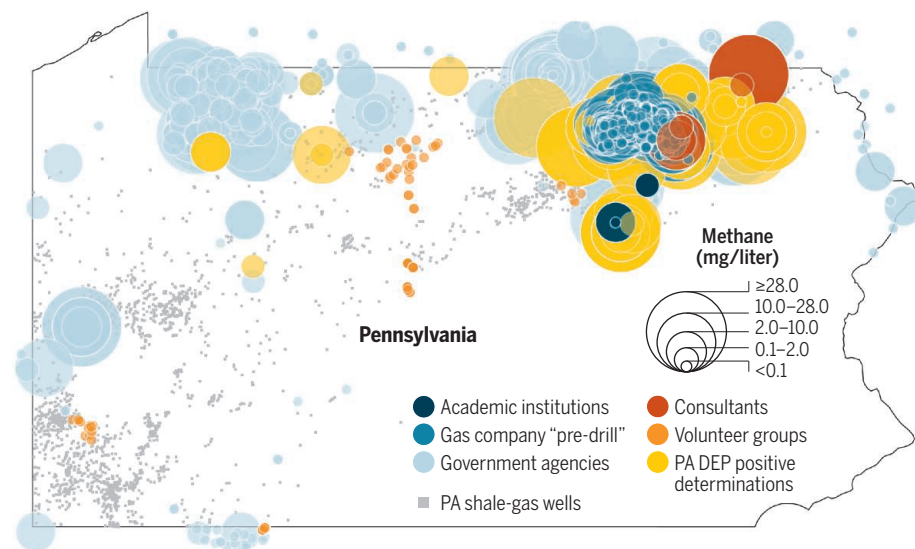 Methane
(mg/liter)
≥28.0
10.0–28.0
2.0–10.0
0.1–2.0
<0.1
Pennsylvania
Academic institutions
Gas company “pre-drill”
Government agencies
PA shale-gas wells
Consultants
Volunteer groups
PA DEP positive
determinations